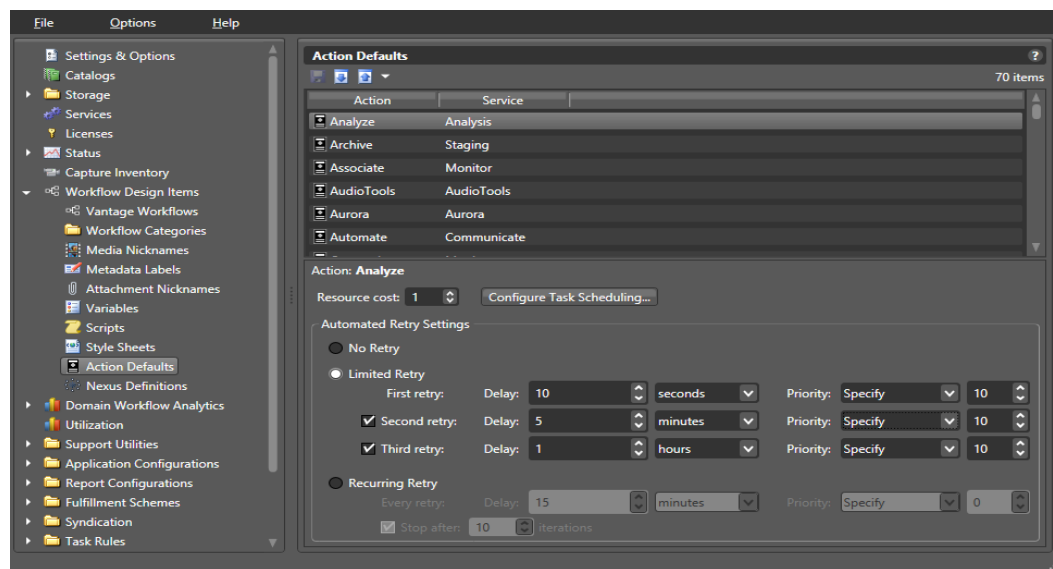 File Options Help
Settings & Options
Catalogs
Storage
Services
Licenses
Status
Capture Inventory
Workflow Design Items
Vantage Workflows
Workflow Categories
Media Nicknames
Metadata Labels
Attachment Nicknames
Variables
Scripts
Style Sheets
Action Defaults
Nexus Definitions
Domain Workflow Analytics
Utilization
Support Utilities
Application Configurations
Report Configurations
Fulfillment Schemes
Syndication
Task Rules
Action Defaults ?
70 items
Action Service
Analyze Analysis
Archive Staging
Associate Monitor
AudioTools AudioTools
Aurora Aurora
Automate Communicate
Action: Analyze
Resource cost: 1 Configure Task Scheduling...
Automated Retry Settings
No Retry
Limited Retry
First retry: Delay: 10 seconds Priority: Specify 10
Second retry: Delay: 5 minutes Priority: Specify 10
Third retry: Delay: 1 hours Priority: Specify 10
Recurring Retry
Every retry: Delay: 15 minutes Priority: Specify 0
Stop after: 10 iterations